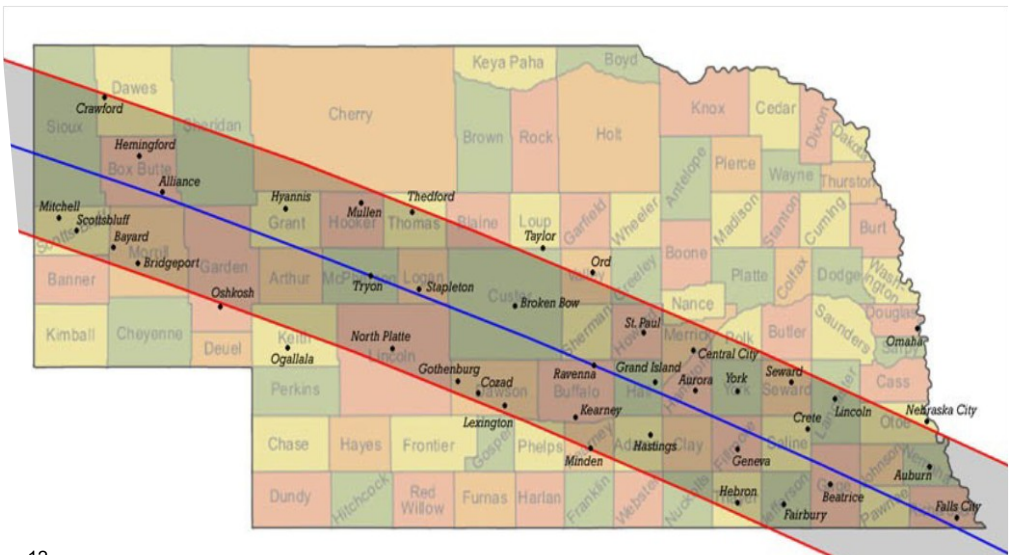 Keya Paha
Boyd
Dawes
Knox
Cedar
Dixon
Crawford
Cherry
Sioux
Sheridan
Dakota
Brown
Rock
Holt
Hemingford
Antelope
Pierce
Box Butte
Wayne
Thurston
Alliance
Hyannis
Mullen
Thedford
Mitchell
Scottsbluff
Grant
Hooker
Thomas
Blaine
Loup
Garfield
Wheeler
Madison
Stanton
Cuming
Burt
Taylor
Bayard
Morrill
Bridgeport
Boone
Ord
Banner
Garden
Arthur
McPherson
Logan
Valley
Greeley
Platte
Colfax
Dodge
Wash
ington
Tryon
Stapleton
Oshkosh
Custer
Broken Bow
Nance
Kimball
Cheyenne
Deuel
Keith
Ogallala
North Platte
Lincoln
Sherman
St. Paul
Howard
Merrick
Polk
Butler
Saunders
Douglas
Omaha
Sarpy
Central City
Gothenburg
Cozad
Ravenna
Grand Island
Aurora
York
Seward
Perkins
Dawson
Buffalo
Hall
Hamilton
York
Seward
Lancaster
Cass
Lexington
Kearney
Lincoln
Nebraska City
Crete
Otoe
Chase
Hayes
Frontier
Gosper
Phelps
Kearney
Minden
Adams
Hastings
Clay
Fillmore
Geneva
Saline
Johnson
Nemaha
Auburn
Dundy
Hitchcock
Red
Willow
Furnas
Harlan
Franklin
Webster
Nuckolls
Hebron
Thayer
Jefferson
Fairbury
Gage
Beatrice
Pawnee
Falls City